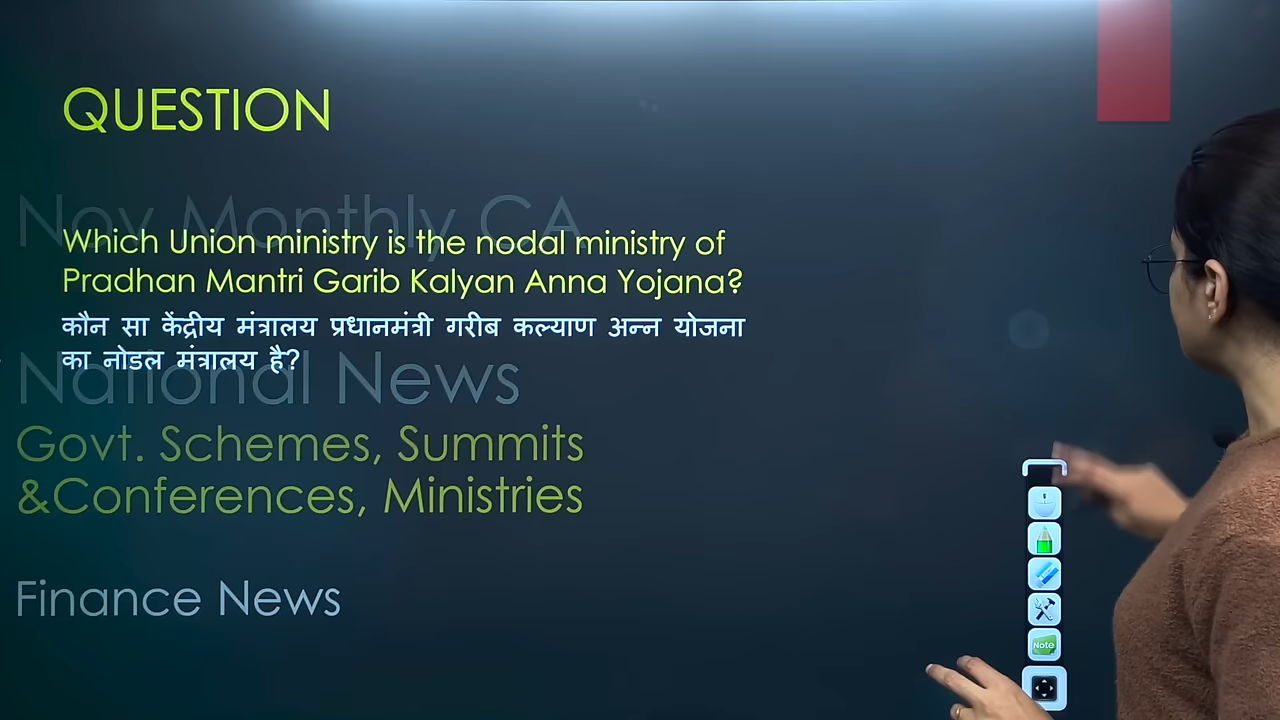 QUESTION
Nov Monthly CA
Which Union ministry is the nodal ministry of
Pradhan Mantri Garib Kalyan Anna Yojana?
कौन सा केंद्रीय मंत्रालय प्रधानमंत्री गरीब कल्याण अन्न योजना
का नोडल मंत्रालय है?
National News
Govt. Schemes, Summits
&Conferences, Ministries
Finance News
Note